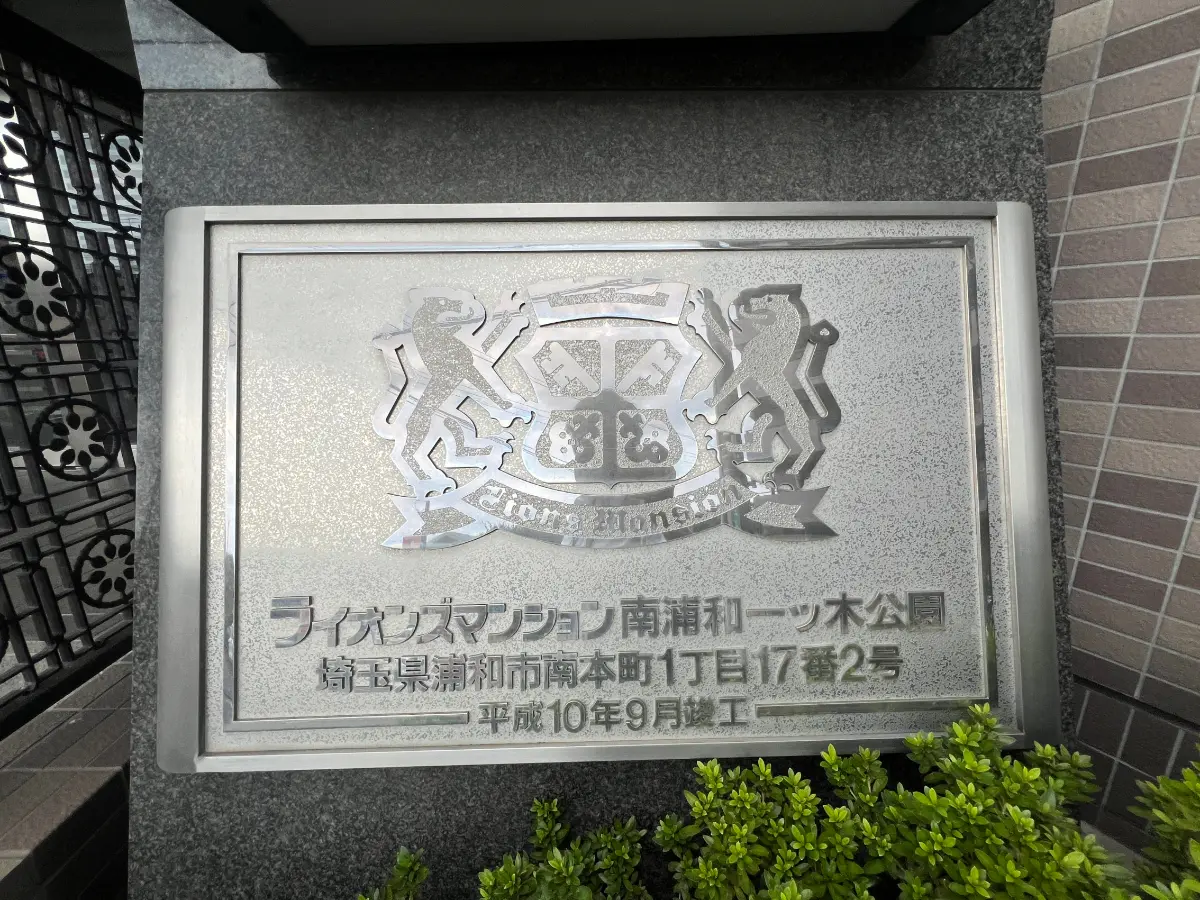 Lions Mansion
ライオンズマンション南浦和一ッ木公園
埼玉県浦和市南本町1丁目17番2号
平成10年9月竣工